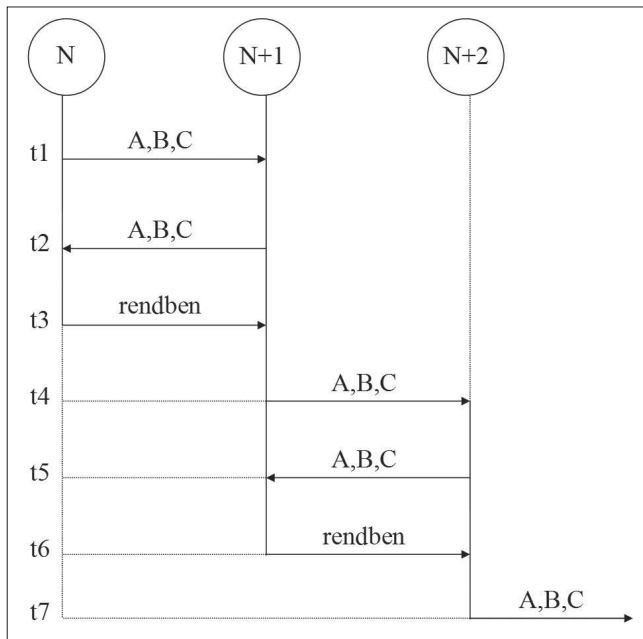 N N+1 N+2
t1 A,B,C
t2 A,B,C
t3 rendben
t4 A,B,C
t5 A,B,C
t6 rendben
t7 A,B,C